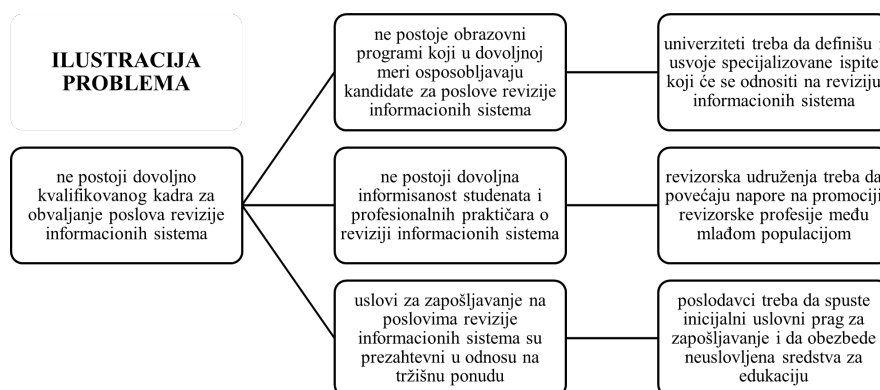 ILUSTRACIJA
PROBLEMA
ne postoji dovoljno
kvalifikovanog kadra za
obvaljanje poslova revizije
informacionih sistema
ne postoje obrazovni
programi koji u dovoljnoj
meri osposobljavaju
kandidate za poslove revizije
informacionih sistema
ne postoji dovoljna
informisanost studenata i
profesionalnih praktičara o
reviziji informacionih sistema
uslovi za zapošljavanje na
poslovima revizije
informacionih sistema su
prezahtevni u odnosu na
tržišnu ponudu
univerziteti treba da definišu i
usvoje specijalizovane ispite
koji će se odnositi na reviziju
informacionih sistema
revizorska udruženja treba da
povećaju napore na promociji
revizorske profesije među
mlađom populacijom
poslodavci treba da spuste
inicijalni uslovni prag za
zapošljavanje i da obezbede
neuslovljena sredstva za
edukaciju